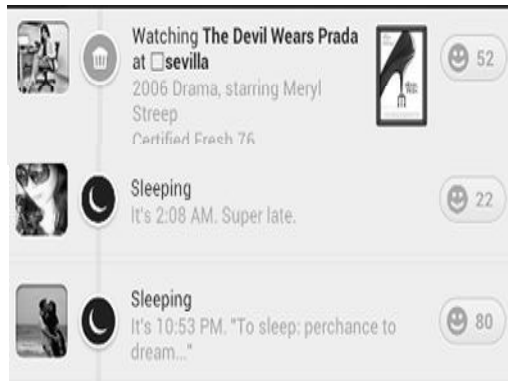 Watching The Devil Wears Prada
at □sevilla
2006 Drama, starring Meryl
Streep
Certified Fresh 76
52
Sleeping
It's 2:08 AM. Super late.
22
Sleeping
It's 10:53 PM. "To sleep: perchance to
dream..."
80